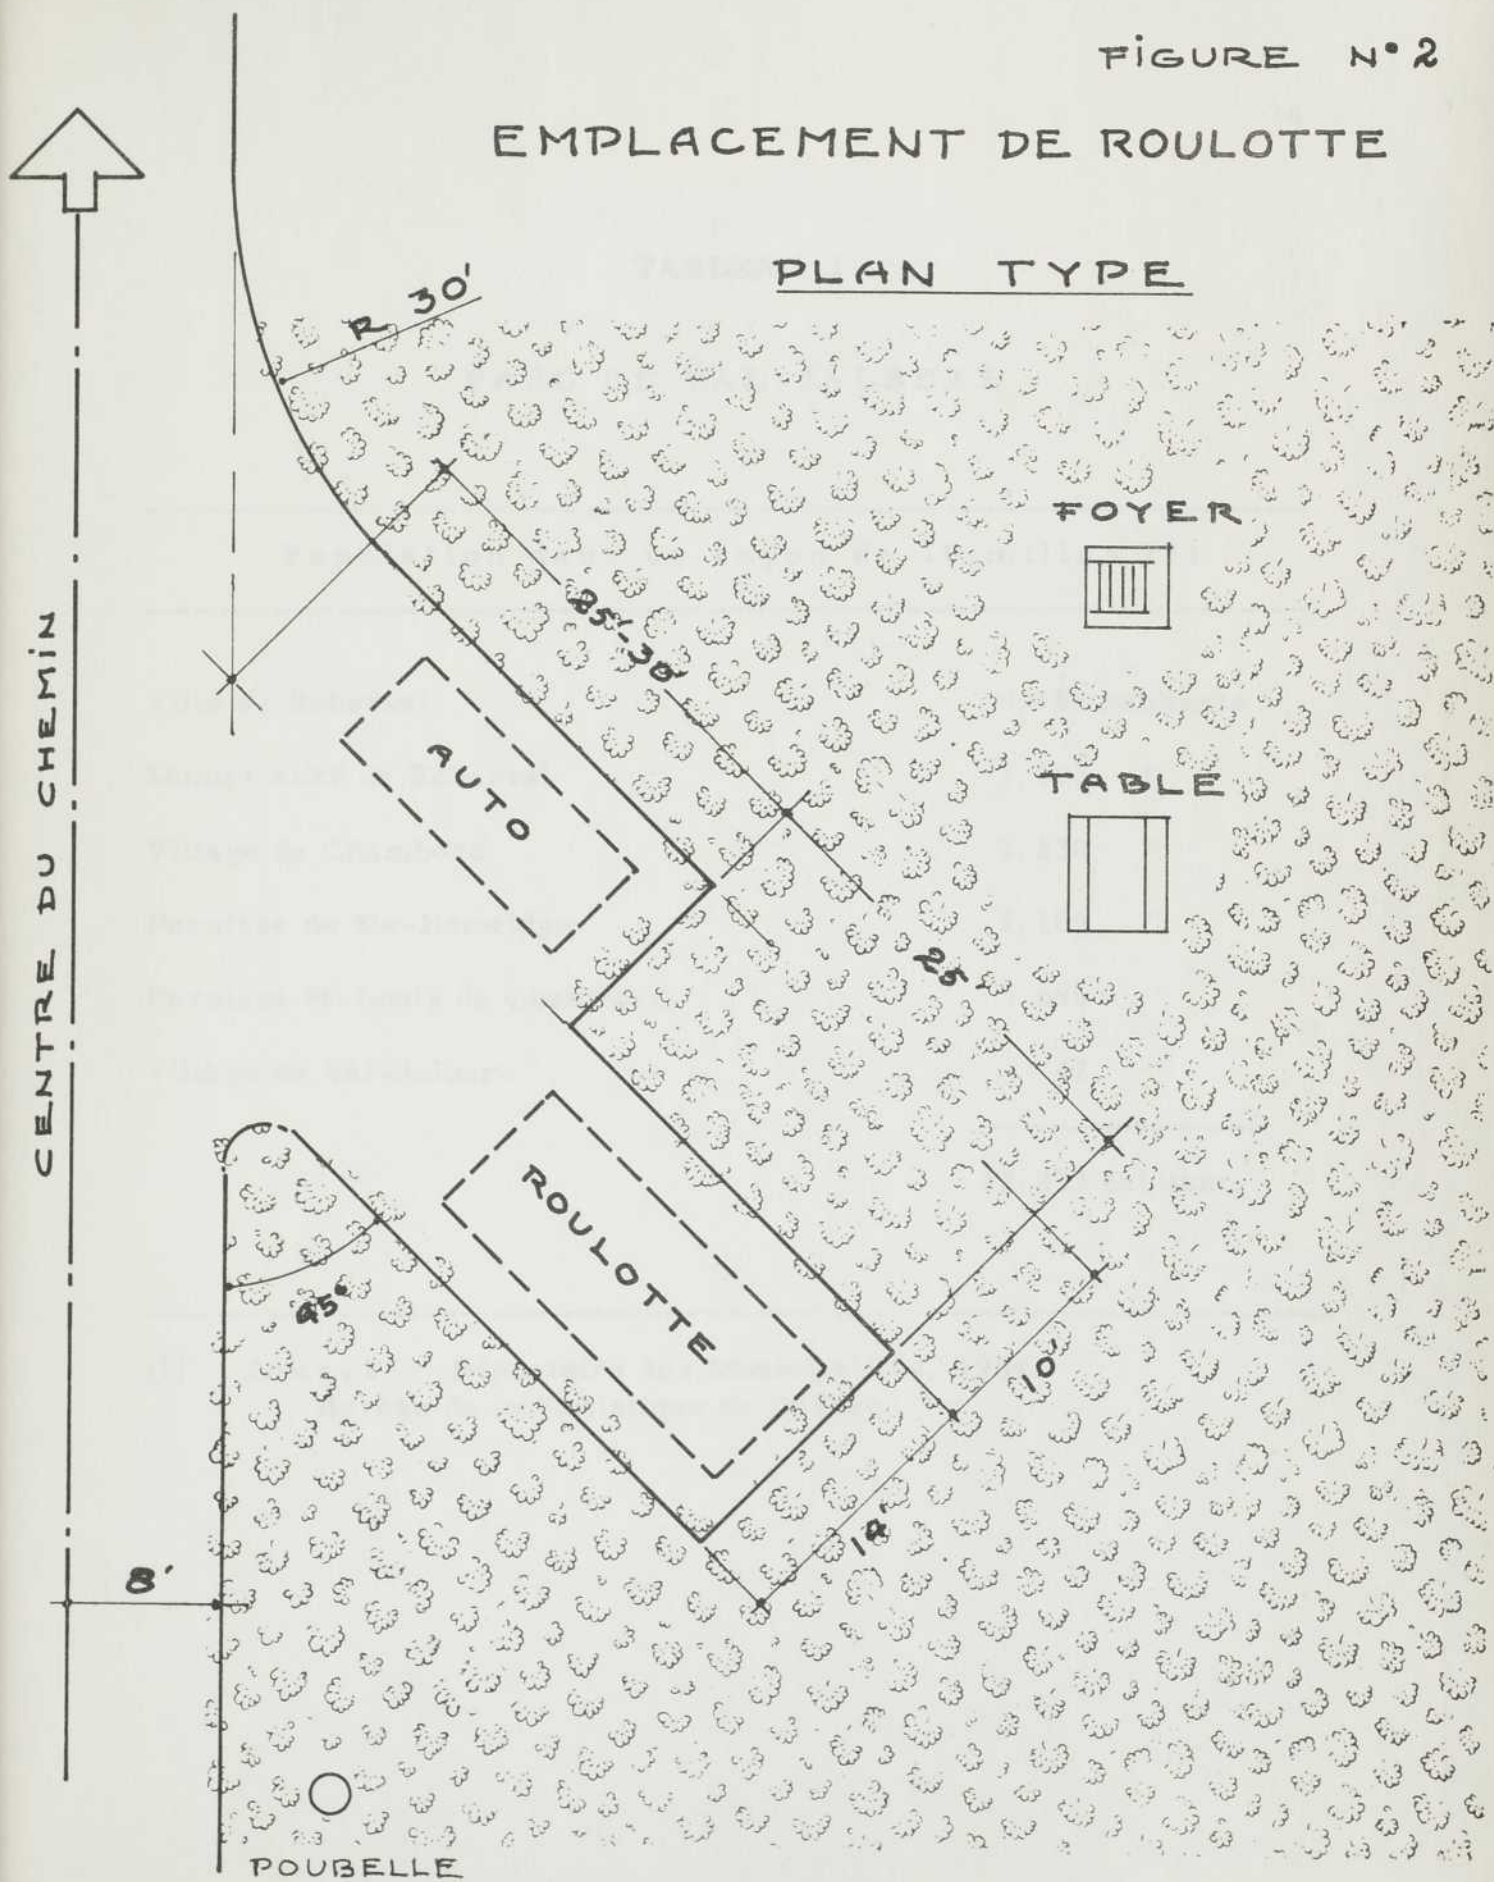 FIGURE N° 2
EMPLACEMENT DE ROULOTTE
PLAN TYPE
R 30'
FOYER
25'-30'
TABLE
AUTO
CENTRE DU CHEMIN
25'
ROULOTTE
45°
10'
14'
8'
POUBELLE